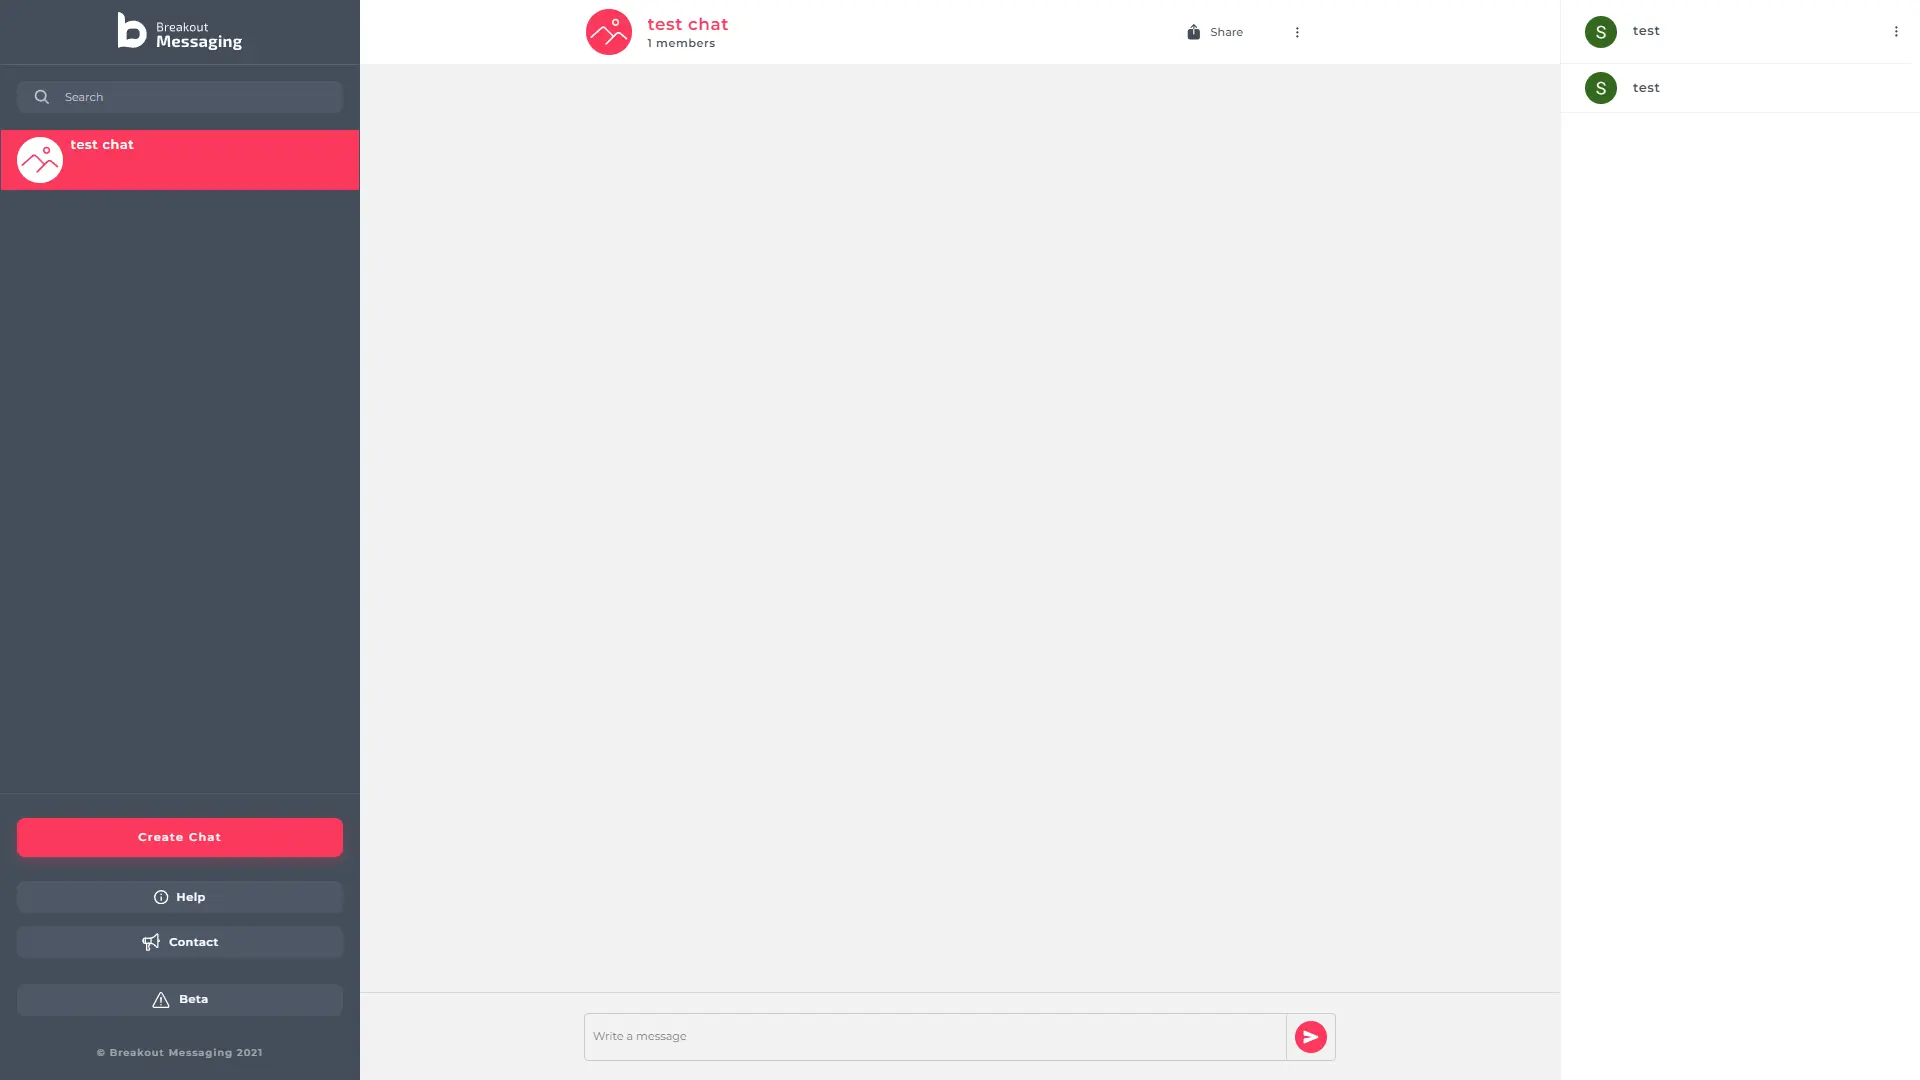 Breakout
Messaging
Search
test chat
Create Chat
Help
Contact
Beta
© Breakout Messaging 2021
test chat
1 members
Share
Write a message
S
test
S
test